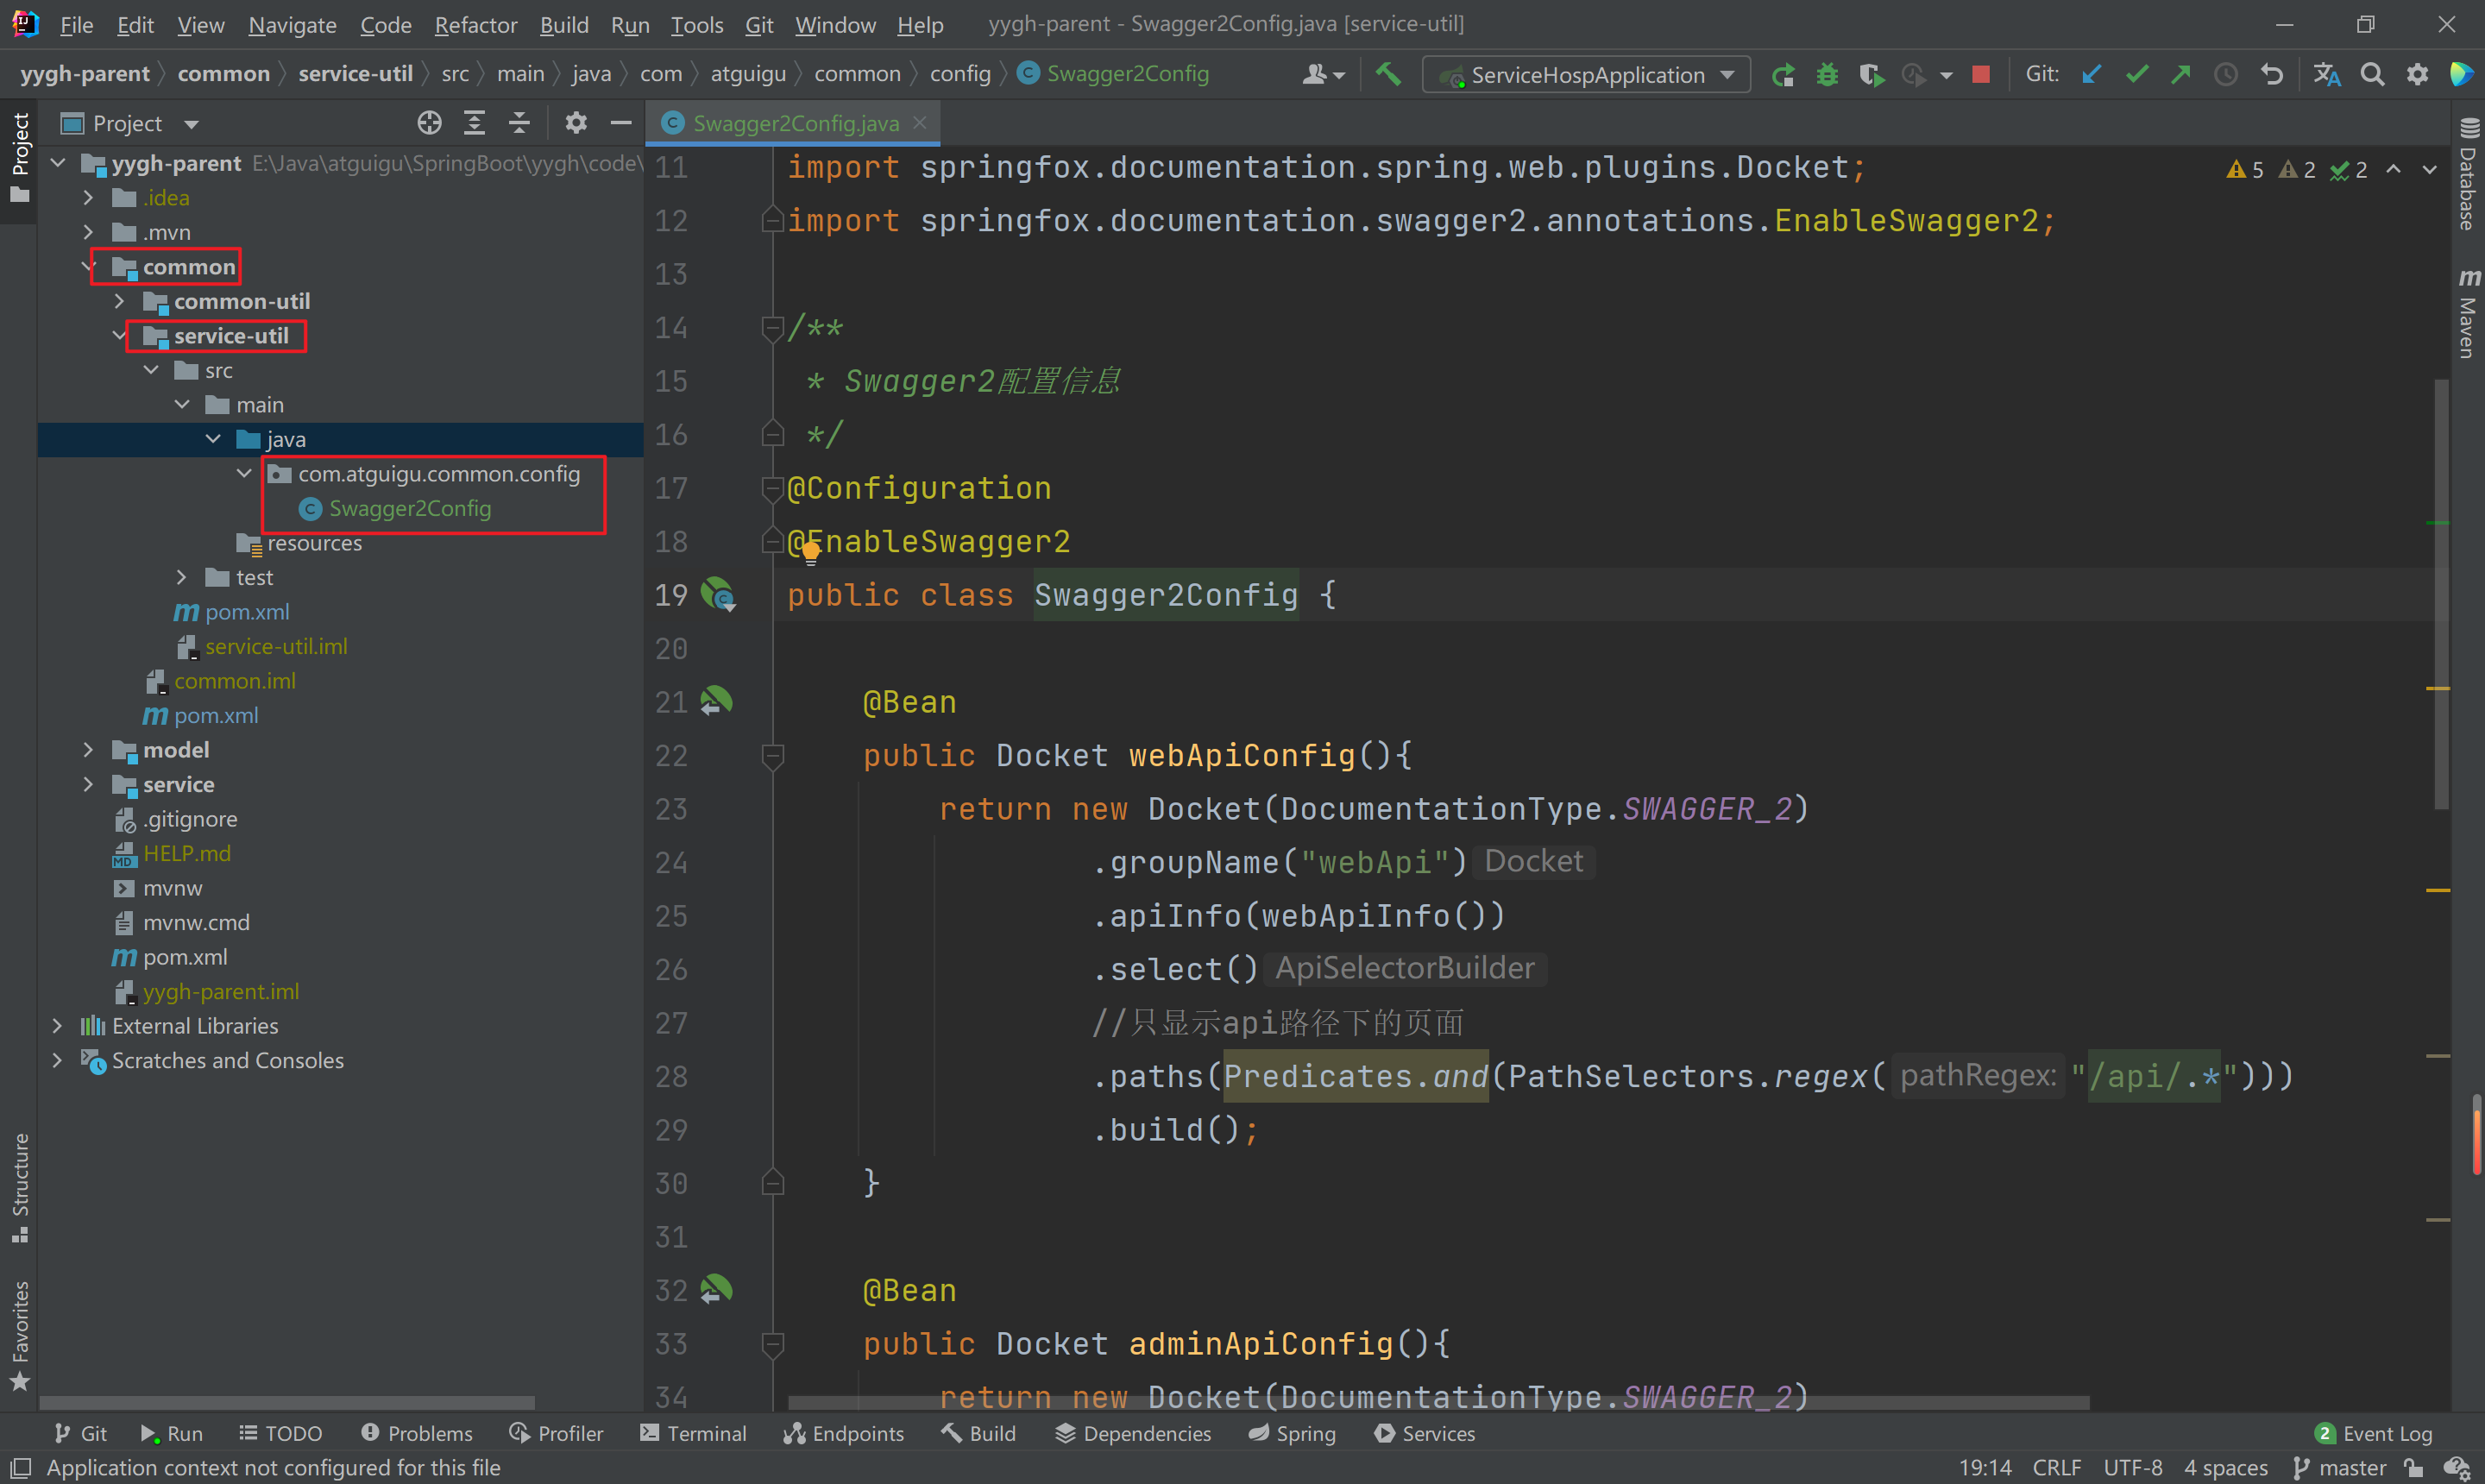 File Edit View Navigate Code Refactor Build Run Tools Git Window Help yygh-parent - Swagger2Config.java [service-util]
yygh-parent common service-util src main java com atguigu common config Swagger2Config ServiceHospApplication Git:
Project
Project
Swagger2Config.java
yygh-parent E:\Java\atguigu\SpringBoot\yygh\code\
.idea
.mvn
common
common-util
service-util
src
main
java
com.atguigu.common.config
Swagger2Config
resources
test
pom.xml
service-util.iml
common.iml
pom.xml
model
service
.gitignore
HELP.md
mvnw
mvnw.cmd
pom.xml
yygh-parent.iml
External Libraries
Scratches and Consoles
Structure
Favorites
5 2 2
11 import springfox.documentation.spring.web.plugins.Docket;
12 import springfox.documentation.swagger2.annotations.EnableSwagger2;
13
14 /**
15 * Swagger2配置信息
16 */
17 @Configuration
18 @EnableSwagger2
19 public class Swagger2Config {
20
21 @Bean
22 public Docket webApiConfig(){
23 return new Docket(DocumentationType.SWAGGER_2)
24 .groupName("webApi") Docket
25 .apiInfo(webApiInfo())
26 .select() ApiSelectorBuilder
27 //只显示api路径下的页面
28 .paths(Predicates.and(PathSelectors.regex( pathRegex: "/api/.*")))
29 .build();
30 }
31
32 @Bean
33 public Docket adminApiConfig(){
34 return new Docket(DocumentationType.SWAGGER_2)
Database
Maven
Git Run TODO Problems Profiler Terminal Endpoints Build Dependencies Spring Services 2 Event Log
Application context not configured for this file 19:14 CRLF UTF-8 4 spaces master